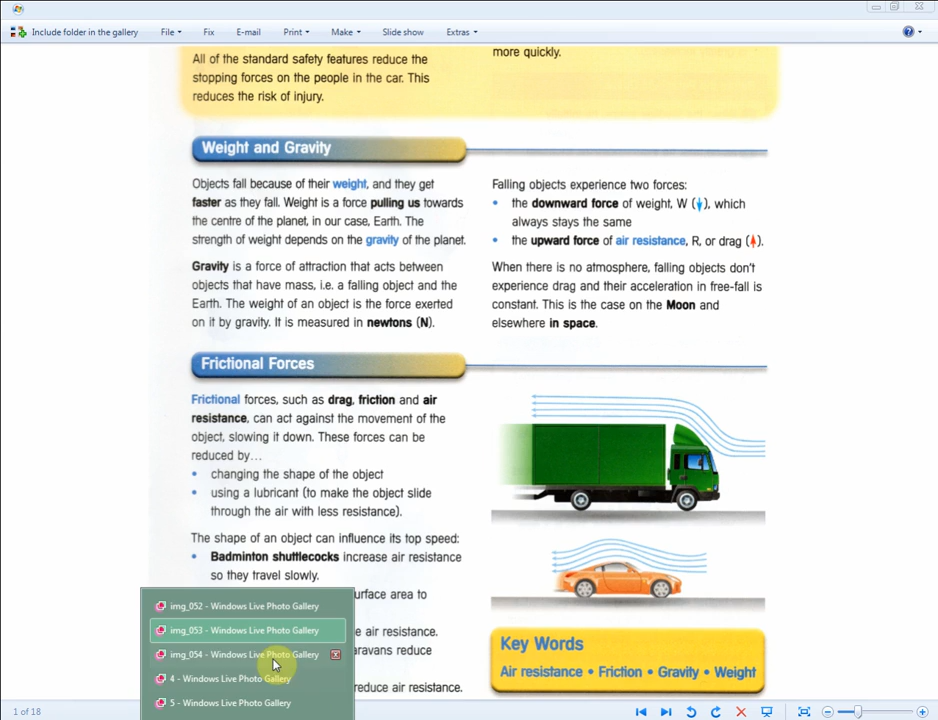 Include folder in the gallery
File
Fix
E-mail
Print
Make
Slide show
Extras
All of the standard safety features reduce the
stopping forces on the people in the car. This
reduces the risk of injury.
more quickly.
Weight and Gravity
Objects fall because of their weight, and they get
faster as they fall. Weight is a force pulling us towards
the centre of the planet, in our case, Earth. The
strength of weight depends on the gravity of the planet.
Gravity is a force of attraction that acts between
objects that have mass, i.e. a falling object and the
Earth. The weight of an object is the force exerted
on it by gravity. It is measured in newtons (N).
Falling objects experience two forces:
• the downward force of weight, W (↓), which
always stays the same
• the upward force of air resistance, R, or drag (↑).
When there is no atmosphere, falling objects don't
experience drag and their acceleration in free-fall is
constant. This is the case on the Moon and
elsewhere in space.
Frictional Forces
Frictional forces, such as drag, friction and air
resistance, can act against the movement of the
object, slowing it down. These forces can be
reduced by…
• changing the shape of the object
• using a lubricant (to make the object slide
through the air with less resistance).
The shape of an object can influence its top speed:
• Badminton shuttlecocks increase air resistance
so they travel slowly.
urface area to
e air resistance.
aravans reduce
reduce air resistance.
Key Words
Air resistance • Friction • Gravity • Weight
img_052 - Windows Live Photo Gallery
img_053 - Windows Live Photo Gallery
img_054 - Windows Live Photo Gallery
4 - Windows Live Photo Gallery
5 - Windows Live Photo Gallery
1 of 18